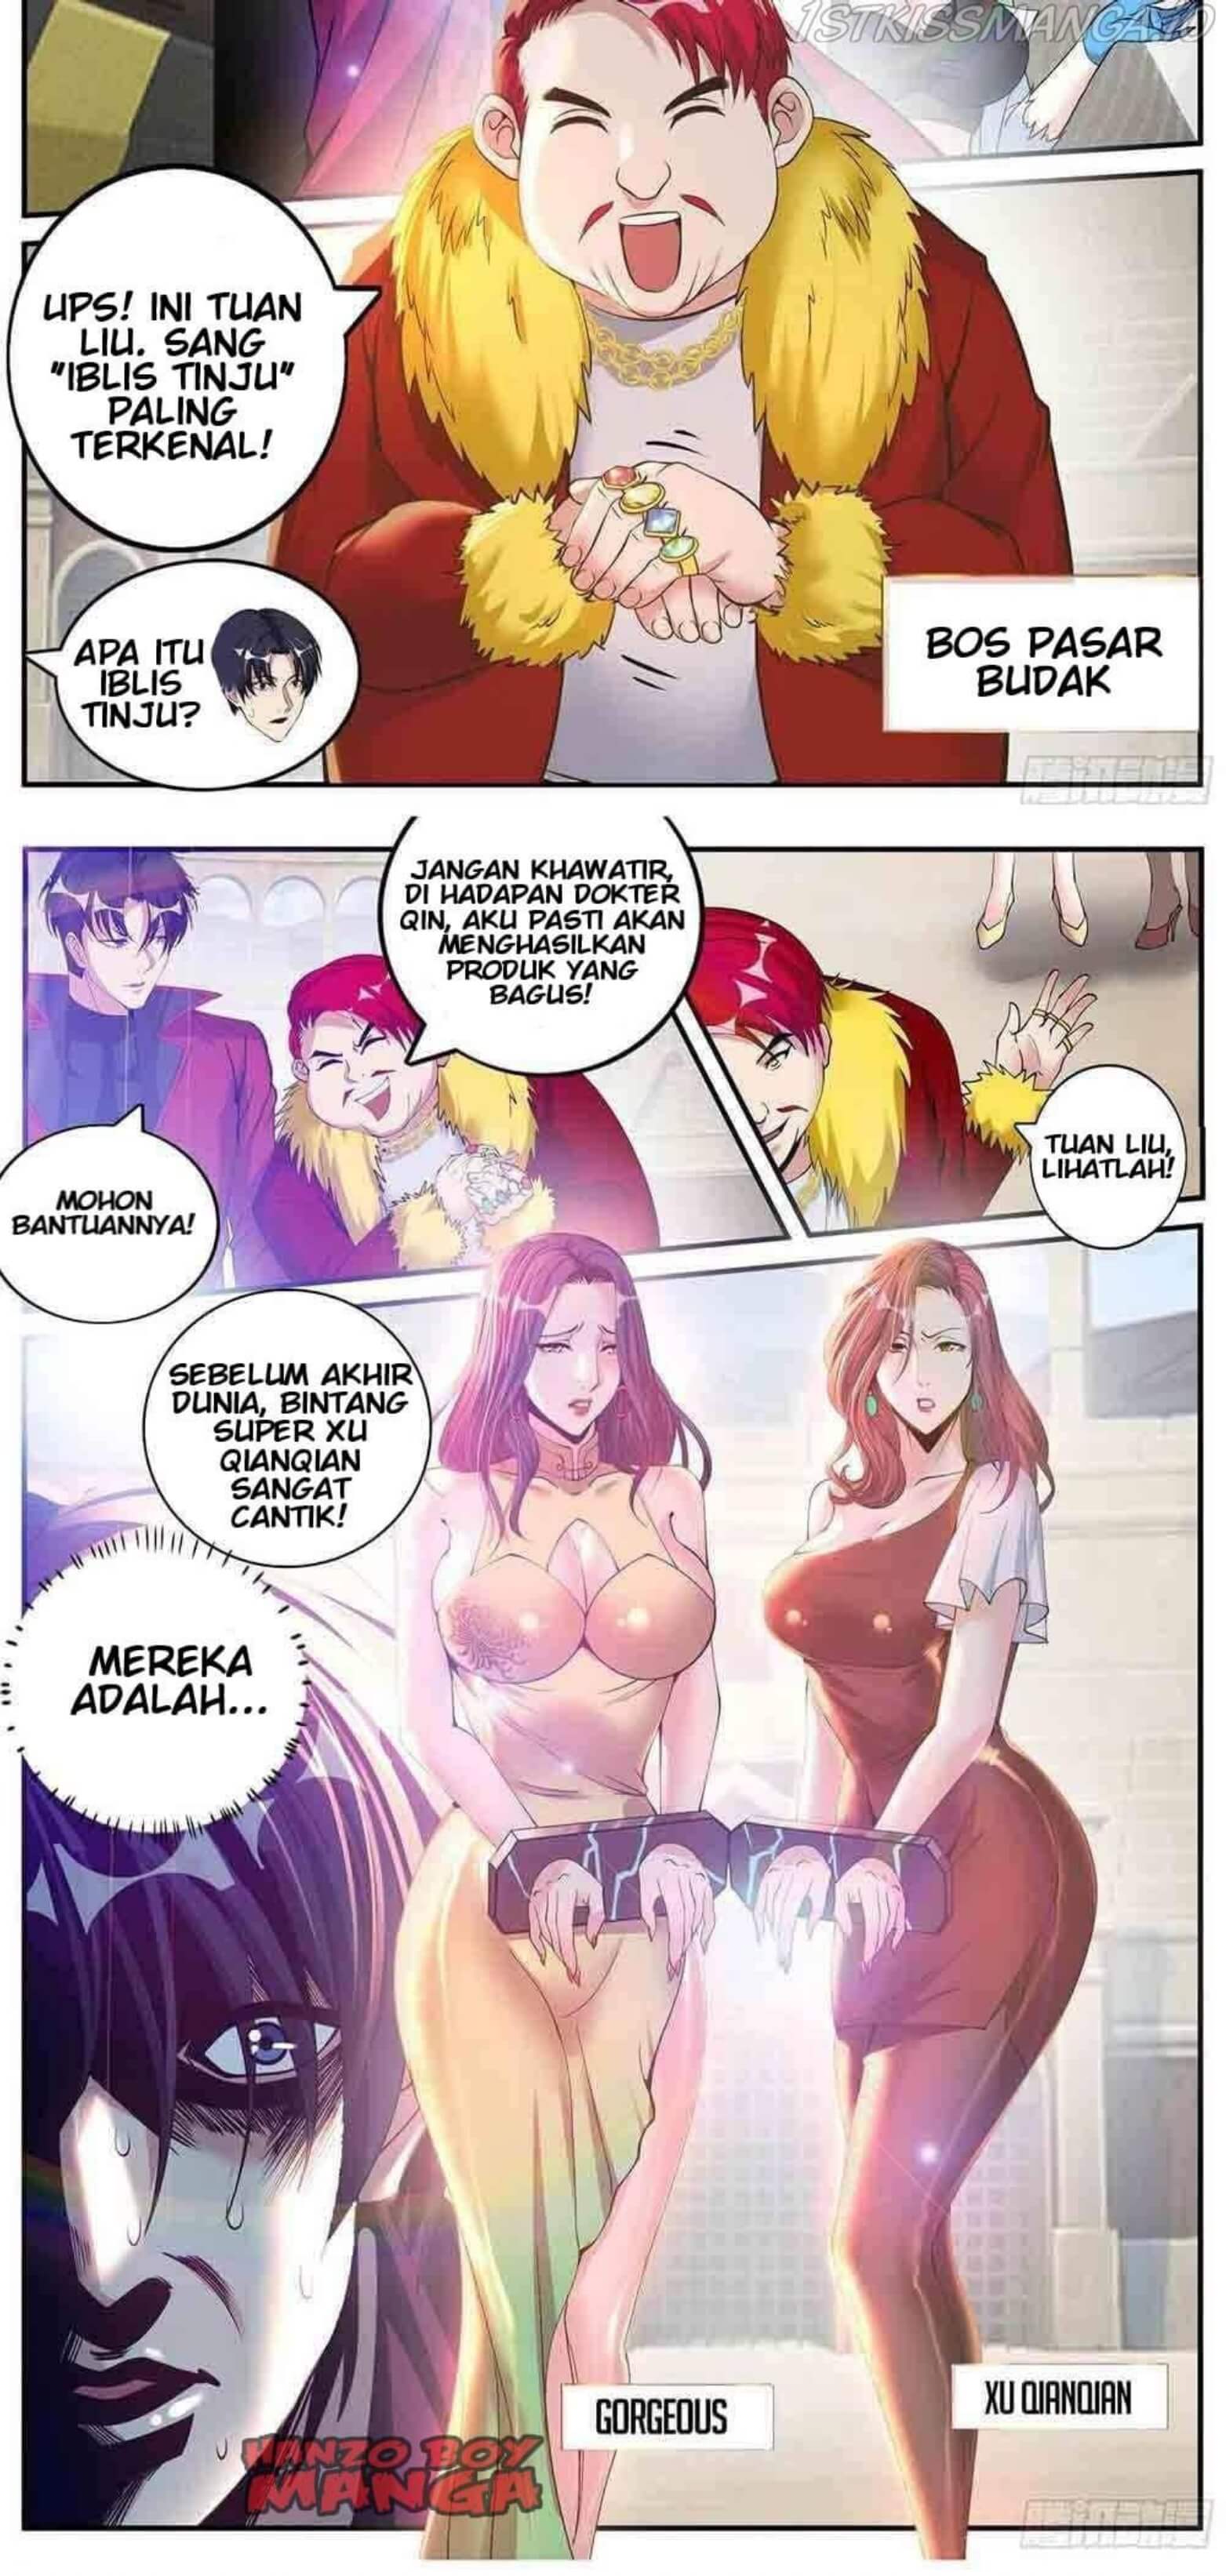 1STKISSMANGA.IO
UPS! INI TUAN
LIU. SANG
"IBLIS TINJU"
PALING
TERKENAL!
APA ITU
IBLIS
TINJU?
BOS PASAR
BUDAK
JANGAN KHAWATIR,
DI HADAPAN DOKTER
QIN, AKU PASTI AKAN
MENGHASILKAN
PRODUK YANG
BAGUS!
TUAN LIU,
LIHATLAH!
MOHON
BANTUANNYA!
SEBELUM AKHIR
DUNIA, BINTANG
SUPER XU
QIANQIAN
SANGAT
CANTIK!
MEREKA
ADALAH...
GORGEOUS
XU QIANQIAN
HANZO BOY
MANGA